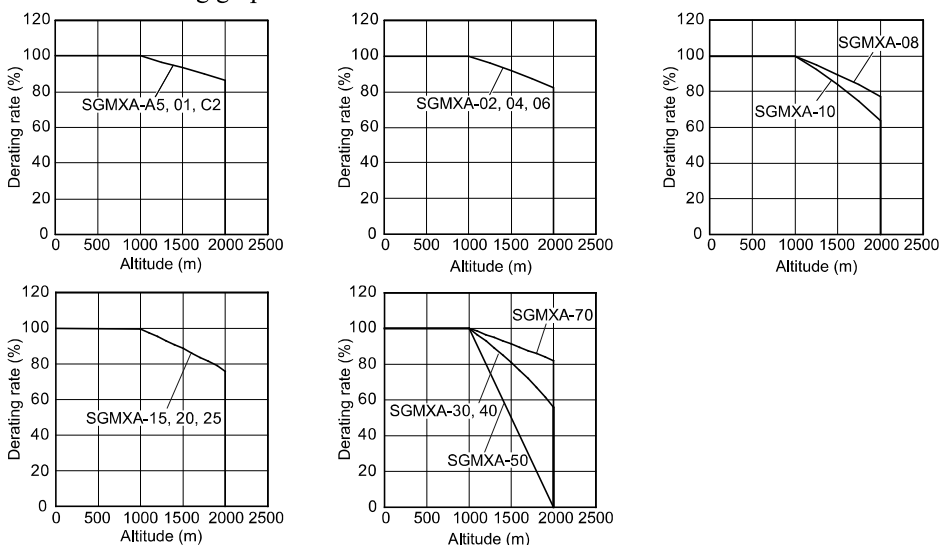 120
100
80
60
40
20
0
Derating rate (%)
SGMXA-A5, 01, C2
0 500 1000 1500 2000 2500
Altitude (m)
120
100
80
60
40
20
0
Derating rate (%)
SGMXA-02, 04, 06
0 500 1000 1500 2000 2500
Altitude (m)
120
100
80
60
40
20
0
Derating rate (%)
SGMXA-08
SGMXA-10
0 500 1000 1500 2000 2500
Altitude (m)
120
100
80
60
40
20
0
Derating rate (%)
SGMXA-15, 20, 25
0 500 1000 1500 2000 2500
Altitude (m)
120
100
80
60
40
20
0
Derating rate (%)
SGMXA-70
SGMXA-30, 40
SGMXA-50
0 500 1000 1500 2000 2500
Altitude (m)